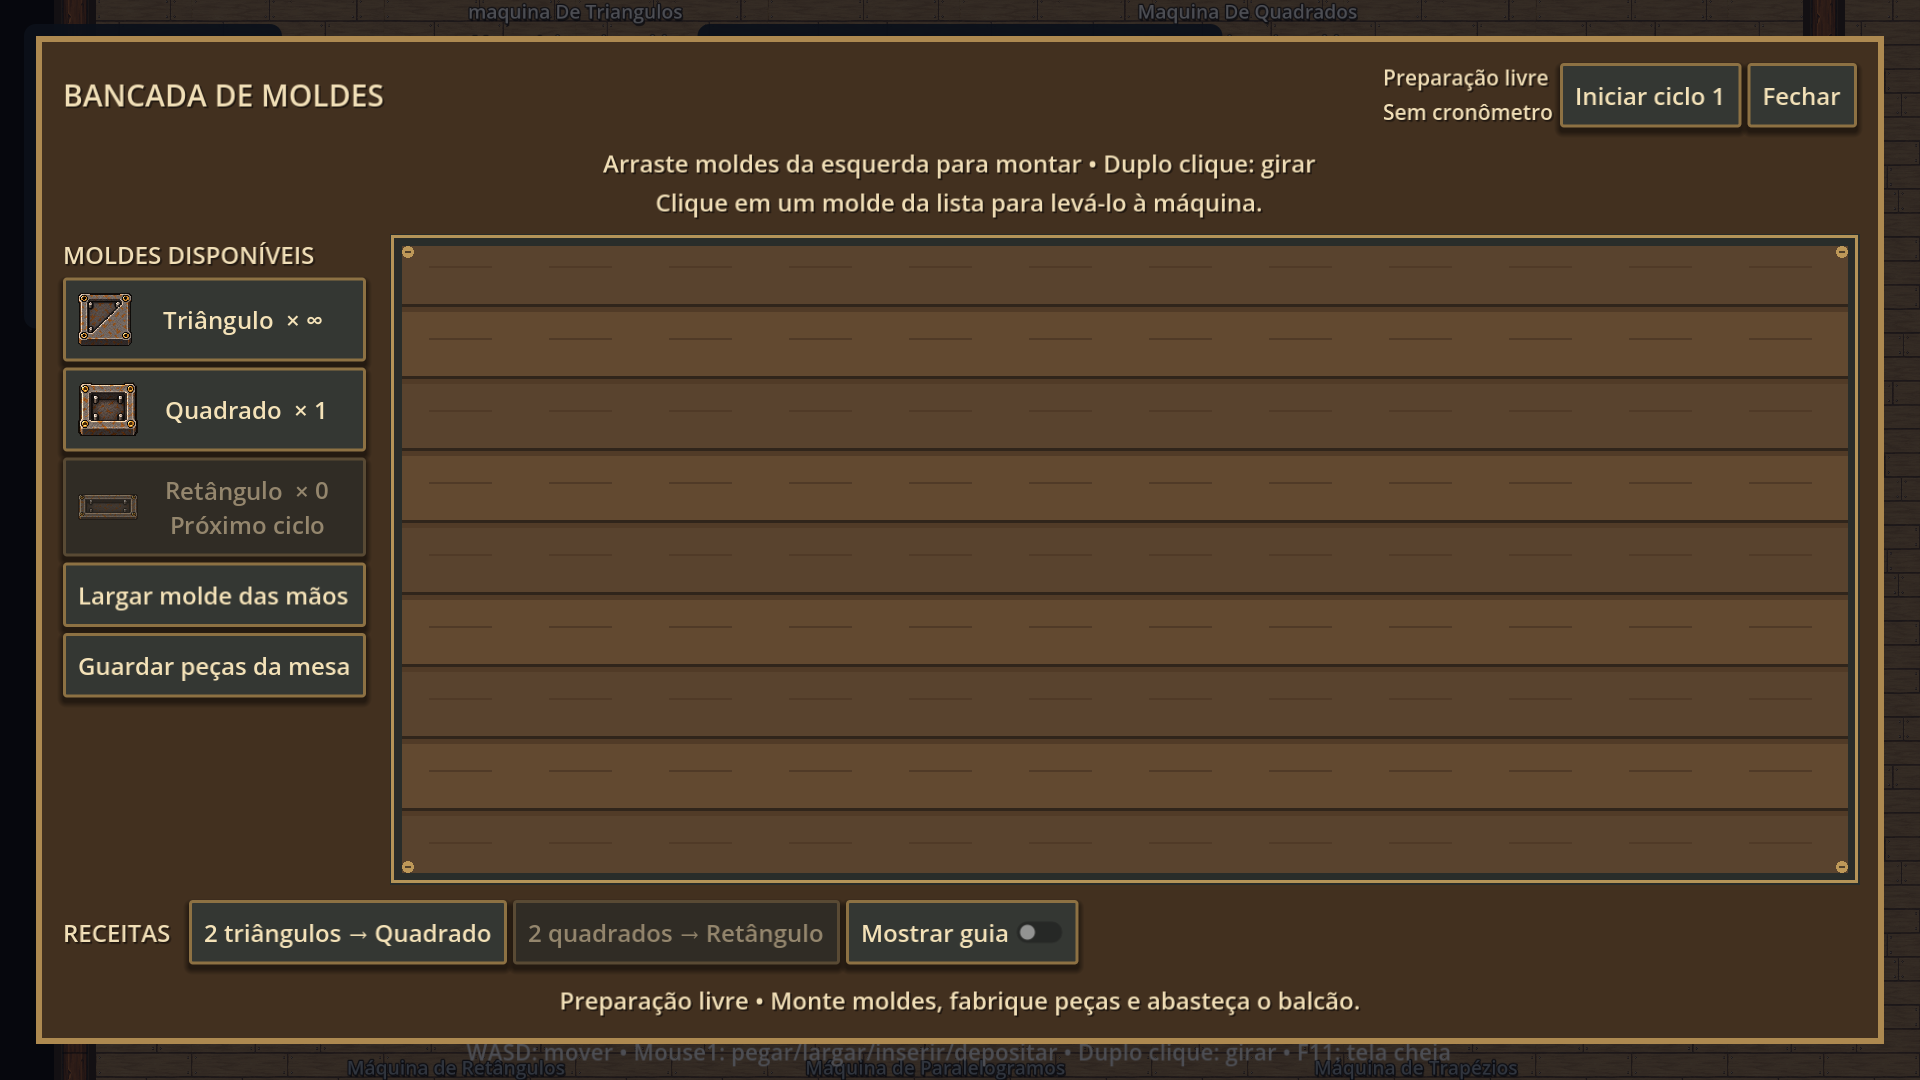 maquina De Triangulos
Maquina De Quadrados
BANCADA DE MOLDES
Preparação livre
Sem cronômetro
Iniciar ciclo 1
Fechar
Arraste moldes da esquerda para montar • Duplo clique: girar
Clique em um molde da lista para levá-lo à máquina.
MOLDES DISPONÍVEIS
Triângulo × ∞
Quadrado × 1
Retângulo × 0
Próximo ciclo
Largar molde das mãos
Guardar peças da mesa
RECEITAS
2 triângulos → Quadrado
2 quadrados → Retângulo
Mostrar guia
Preparação livre • Monte moldes, fabrique peças e abasteça o balcão.
WASD: mover • Mouse1: pegar/largar/inserir/depositar • Duplo clique: girar • F11: tela cheia
Máquina de Retângulos
Máquina de Paralelogramos
Máquina de Trapézios